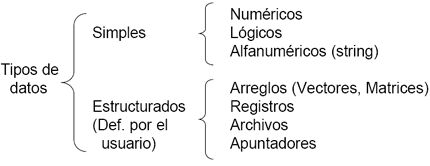 Tipos de
datos
Simples
Numéricos
Lógicos
Alfanuméricos (string)
Estructurados
(Def. por el
usuario)
Arreglos (Vectores, Matrices)
Registros
Archivos
Apuntadores